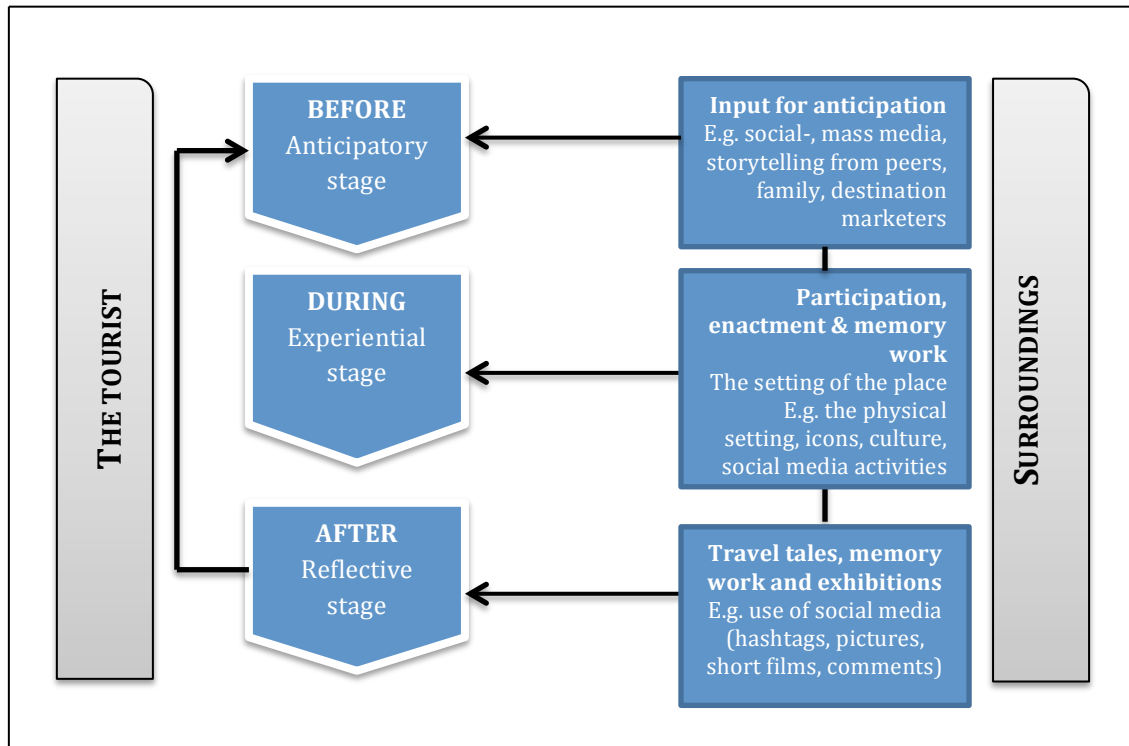 THE TOURIST
BEFORE
Anticipatory
stage
DURING
Experiential
stage
AFTER
Reflective
stage
Input for anticipation
E.g. social-, mass media,
storytelling from peers,
family, destination
marketers
Participation,
enactment & memory
work
The setting of the place
E.g. the physical
setting, icons, culture,
social media activities
Travel tales, memory
work and exhibitions
E.g. use of social media
(hashtags, pictures,
short films, comments)
SURROUNDINGS